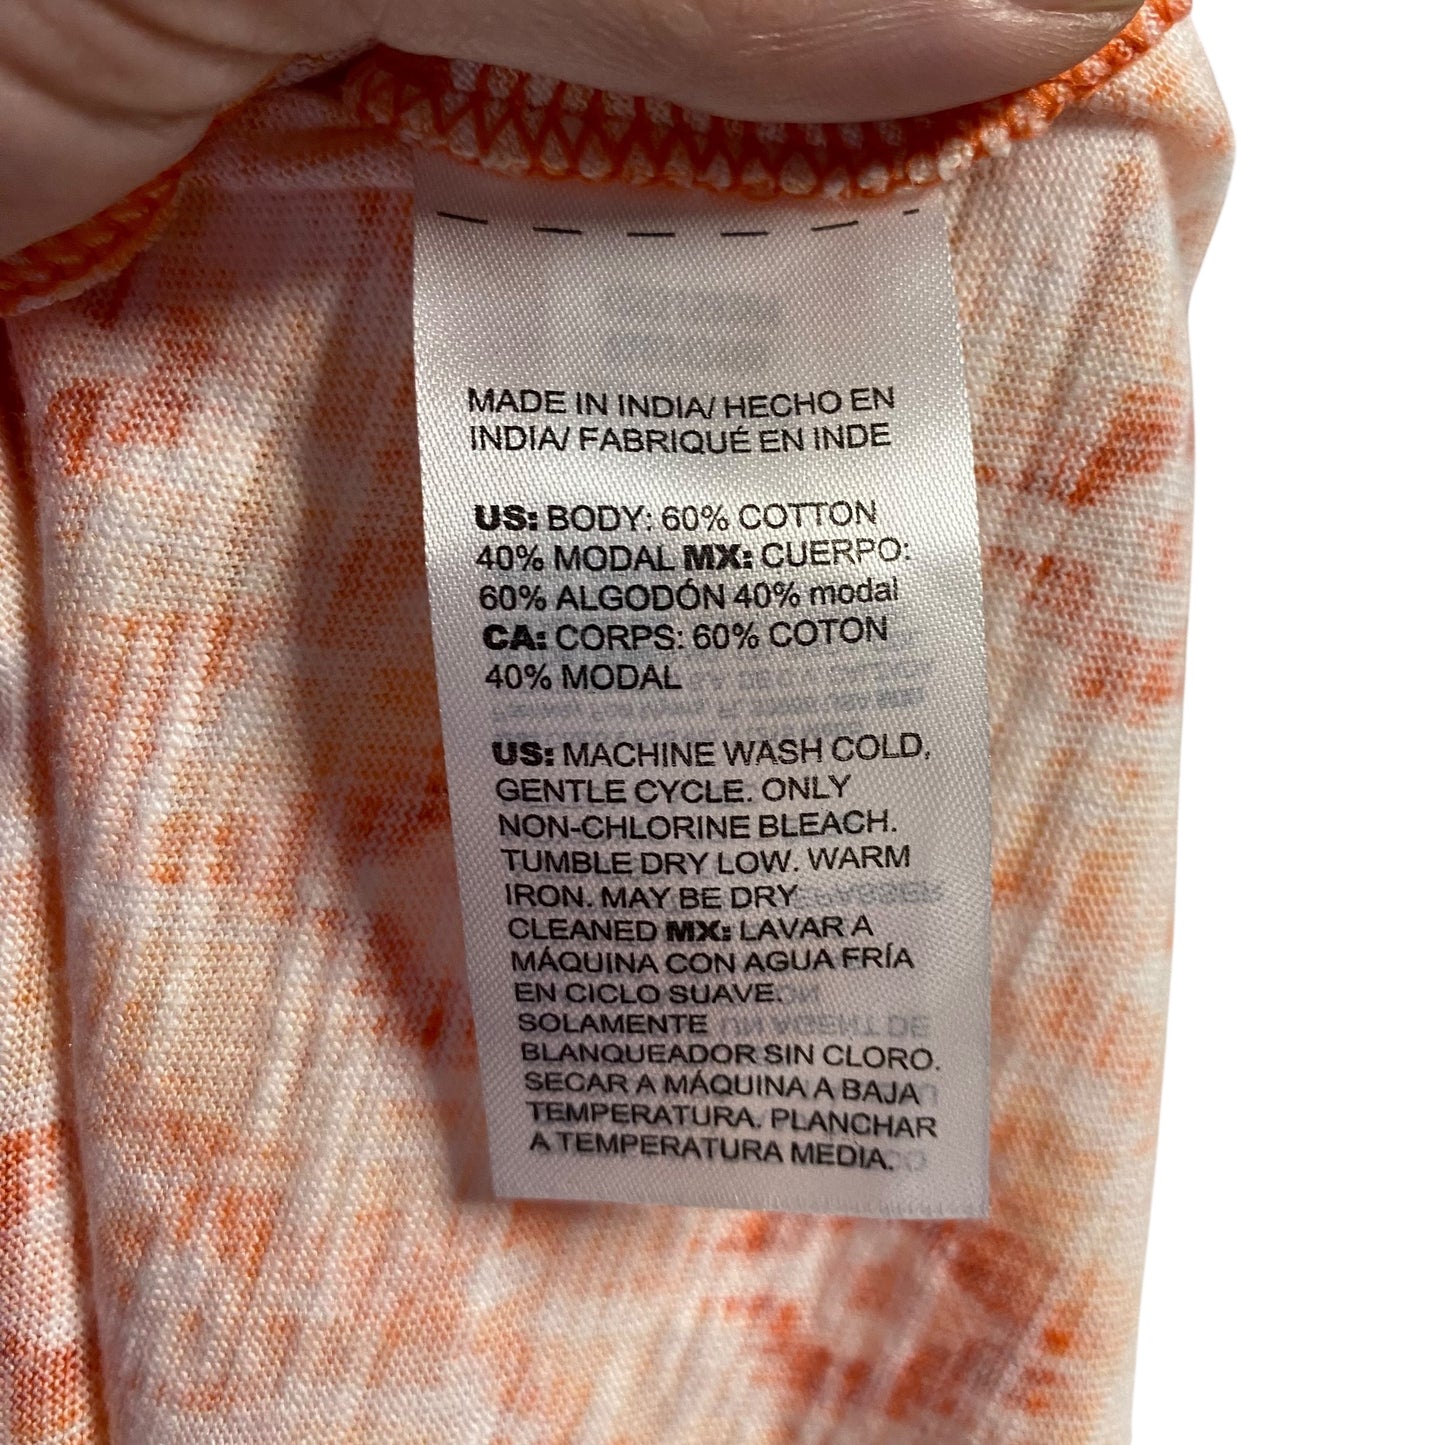 MADE IN INDIA/ HECHO EN
INDIA/ FABRIQUÉ EN INDE
US: BODY: 60% COTTON
40% MODAL MX: CUERPO:
60% ALGODÓN 40% modal
CA: CORPS: 60% COTON
40% MODAL
US: MACHINE WASH COLD,
GENTLE CYCLE. ONLY
NON-CHLORINE BLEACH.
TUMBLE DRY LOW. WARM
IRON. MAY BE DRY
CLEANED MX: LAVAR A
MÁQUINA CON AGUA FRÍA
EN CICLO SUAVE.
SOLAMENTE
BLANQUEADOR SIN CLORO.
SECAR A MÁQUINA A BAJA
TEMPERATURA. PLANCHAR
A TEMPERATURA MEDIA.